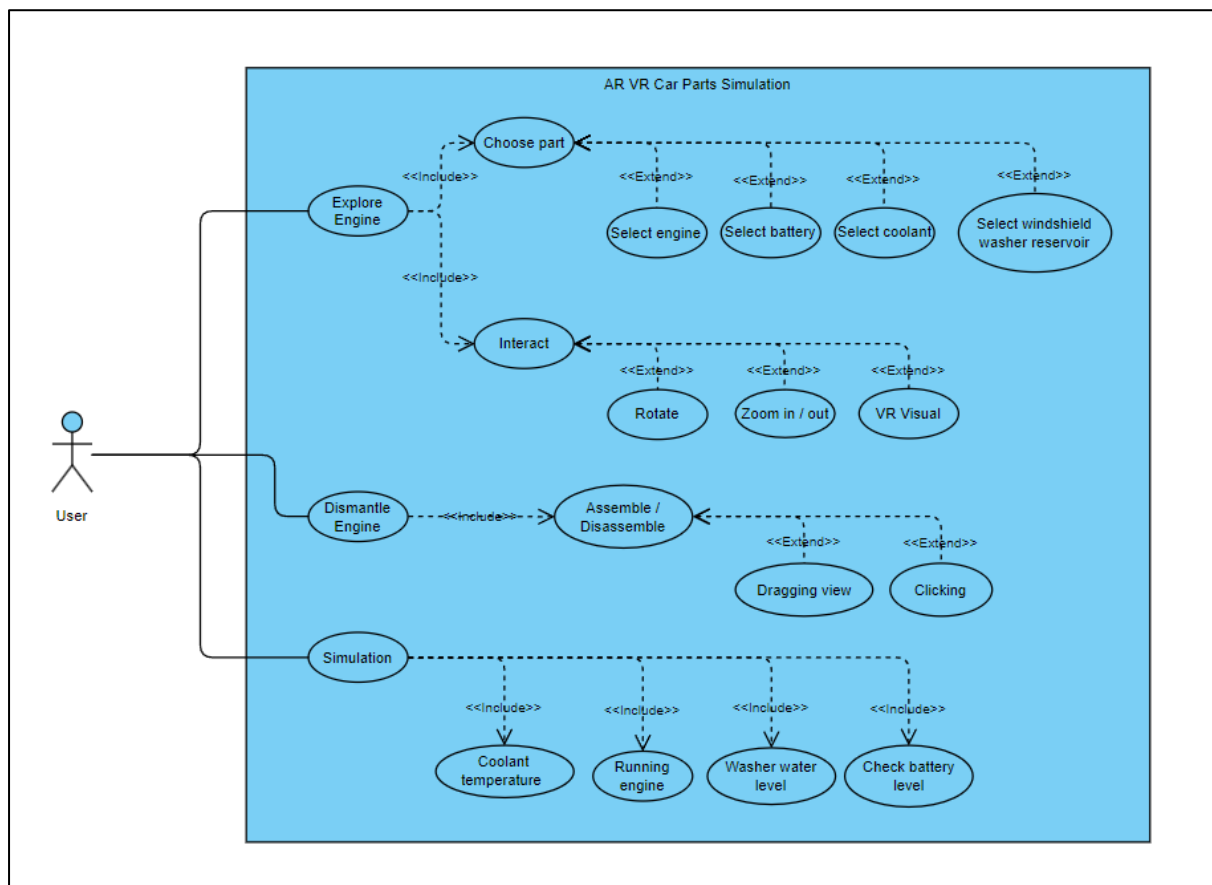 AR VR Car Parts Simulation
Choose part
<<Include>>
<<Extend>>
<<Extend>>
<<Extend>>
<<Extend>>
Explore
Engine
Select engine
Select battery
Select coolant
Select windshield
washer reservoir
<<Include>>
Interact
<<Extend>>
<<Extend>>
<<Extend>>
Rotate
Zoom in / out
VR Visual
User
Dismantle
Engine
<<Include>>
Assemble /
Disassemble
<<Extend>>
<<Extend>>
Dragging view
Clicking
Simulation
<<Include>>
<<Include>>
<<Include>>
<<Include>>
Coolant
temperature
Running
engine
Washer water
level
Check battery
level